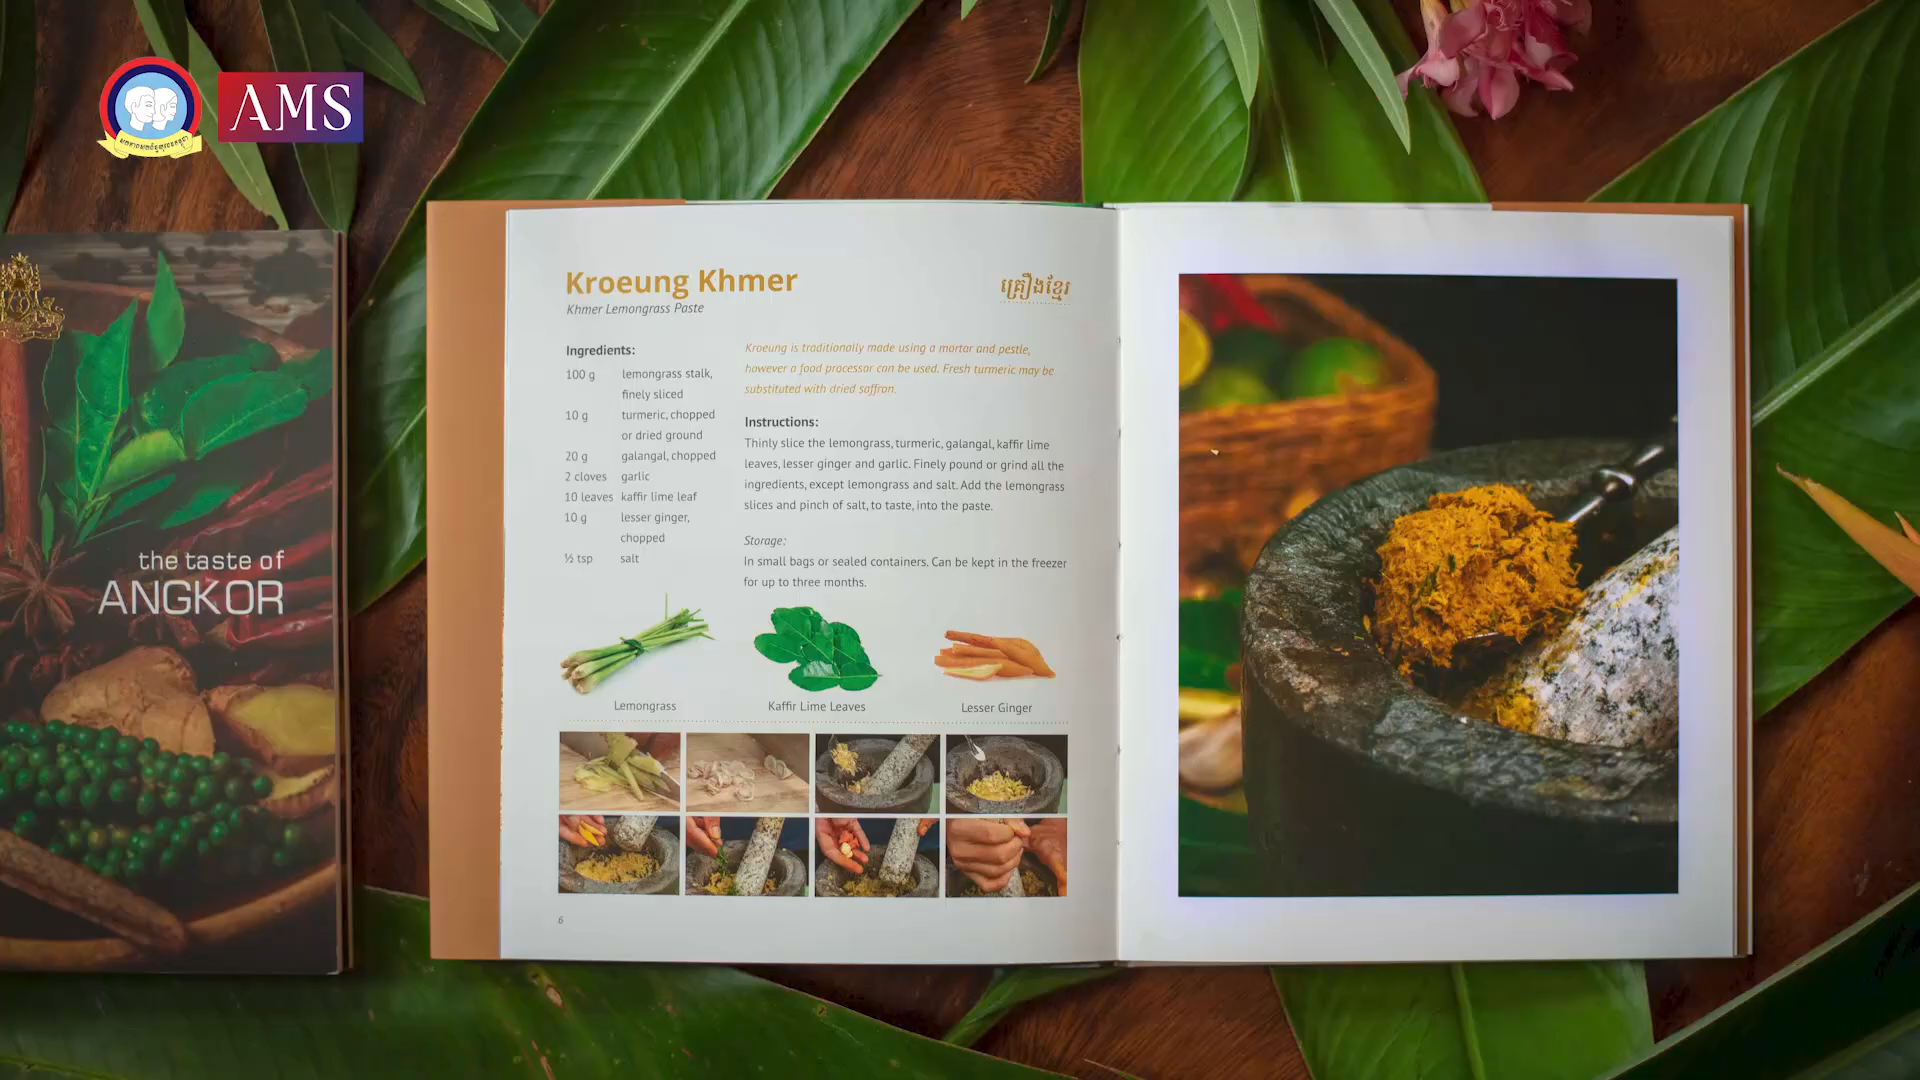 AMS
the taste of
ANGKOR
Kroeung Khmer
Khmer Lemongrass Paste
គ្រឿងខ្មែរ
Ingredients:
100 g lemongrass stalk,
finely sliced
10 g turmeric, chopped
or dried ground
20 g galangal, chopped
2 cloves garlic
10 leaves kaffir lime leaf
10 g lesser ginger,
chopped
½ tsp salt
Kroeung is traditionally made using a mortar and pestle,
however a food processor can be used. Fresh turmeric may be
substituted with dried saffron.
Instructions:
Thinly slice the lemongrass, turmeric, galangal, kaffir lime
leaves, lesser ginger and garlic. Finely pound or grind all the
ingredients, except lemongrass and salt. Add the lemongrass
slices and pinch of salt, to taste, into the paste.
Storage:
In small bags or sealed containers. Can be kept in the freezer
for up to three months.
Lemongrass
Kaffir Lime Leaves
Lesser Ginger
6